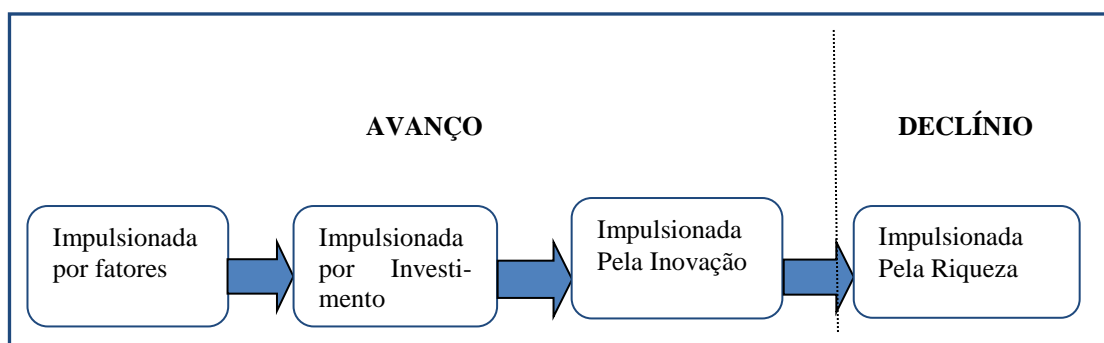 AVANÇO
DECLÍNIO
Impulsionada
por fatores
Impulsionada
por Investi-
mento
Impulsionada
Pela Inovação
Impulsionada
Pela Riqueza